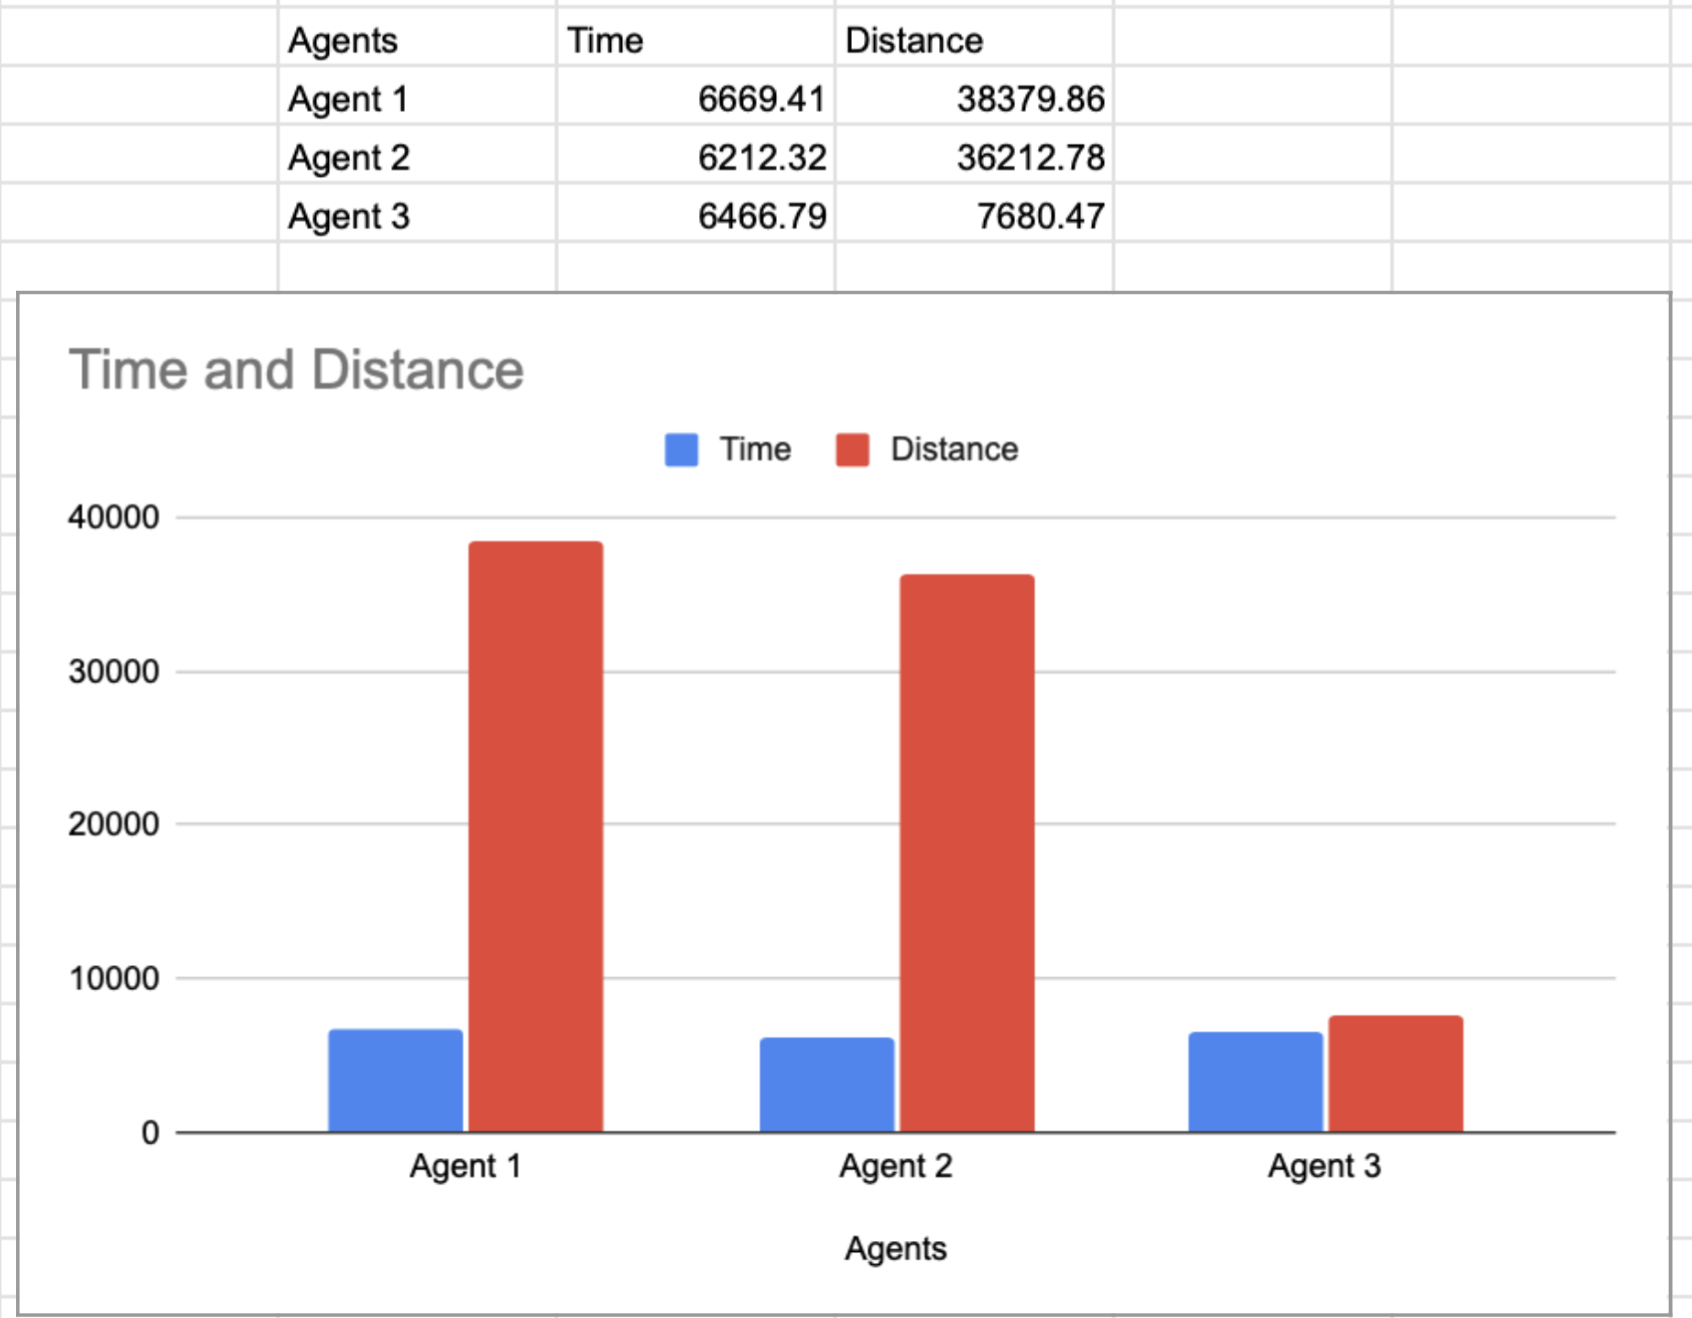 Agents Time Distance
Agent 1 6669.41 38379.86
Agent 2 6212.32 36212.78
Agent 3 6466.79 7680.47
Time and Distance
Time Distance
40000
30000
20000
10000
0
Agent 1 Agent 2 Agent 3
Agents